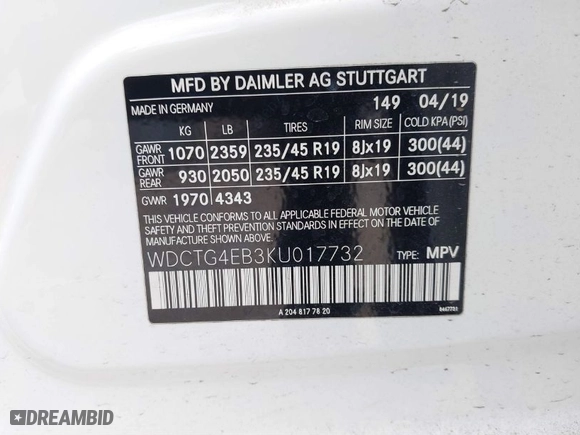 MFD BY DAIMLER AG STUTTGART
MADE IN GERMANY 149 04/19
KG LB TIRES RIM SIZE COLD KPA(PSI)
GAWR FRONT 1070 2359 235/45 R19 8Jx19 300(44)
GAWR REAR 930 2050 235/45 R19 8Jx19 300(44)
GVWR 1970 4343
THIS VEHICLE CONFORMS TO ALL APPLICABLE FEDERAL MOTOR VEHICLE
SAFETY AND THEFT PREVENTION STANDARDS IN EFFECT ON THE DATE OF
MANUFACTURE SHOWN ABOVE.
WDCTG4EB3KU017732 TYPE: MPV
A 204 817 78 20
DREAMBID